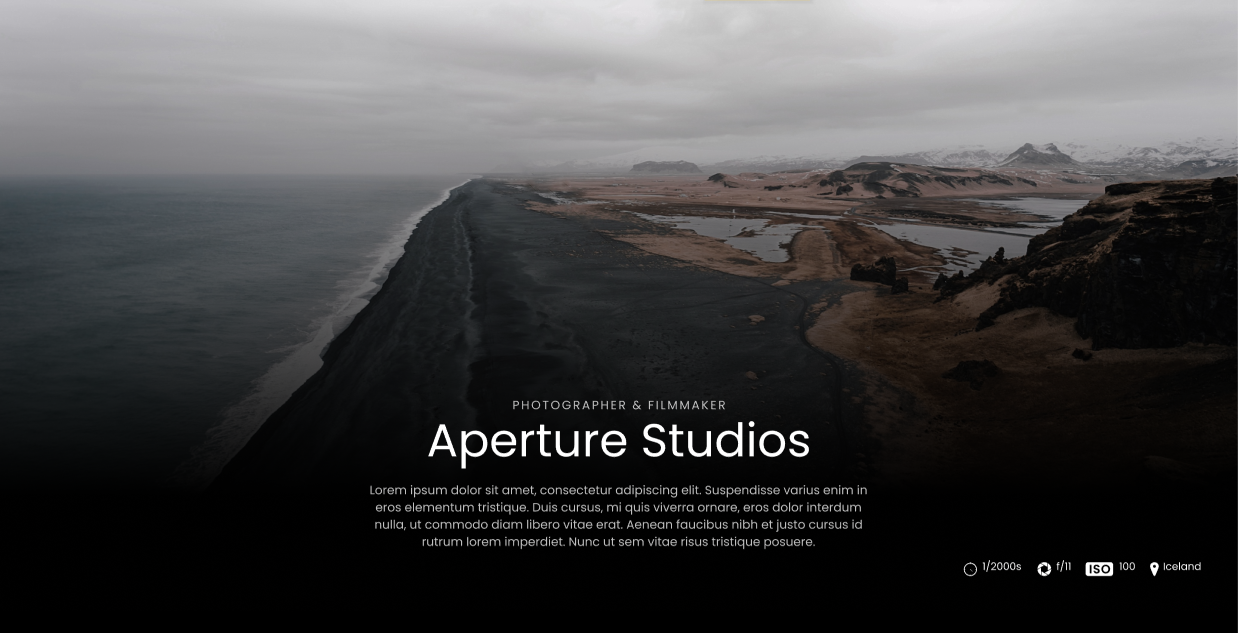 PHOTOGRAPHER & FILMMAKER
Aperture Studios
Lorem ipsum dolor sit amet, consectetur adipiscing elit. Suspendisse varius enim in
eros elementum tristique. Duis cursus, mi quis viverra ornare, eros dolor interdum
nulla, ut commodo diam libero vitae erat. Aenean faucibus nibh et justo cursus id
rutrum lorem imperdiet. Nunc ut sem vitae risus tristique posuere.
1/2000s f/11 ISO 100 Iceland